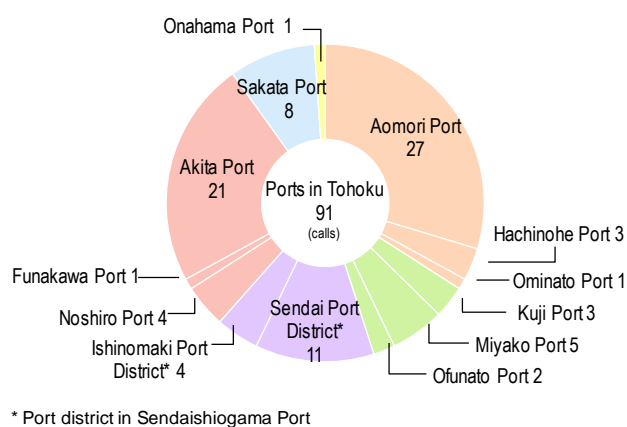 Onahama Port 1
Sakata Port
8
Aomori Port
27
Akita Port
21
Ports in Tohoku
91
(calls)
Hachinohe Port 3
Ominato Port 1
Kuji Port 3
Miyako Port 5
Ofunato Port 2
Sendai Port
District*
11
Ishinomaki Port
District* 4
Noshiro Port 4
Funakawa Port 1
* Port district in Sendaishiogama Port